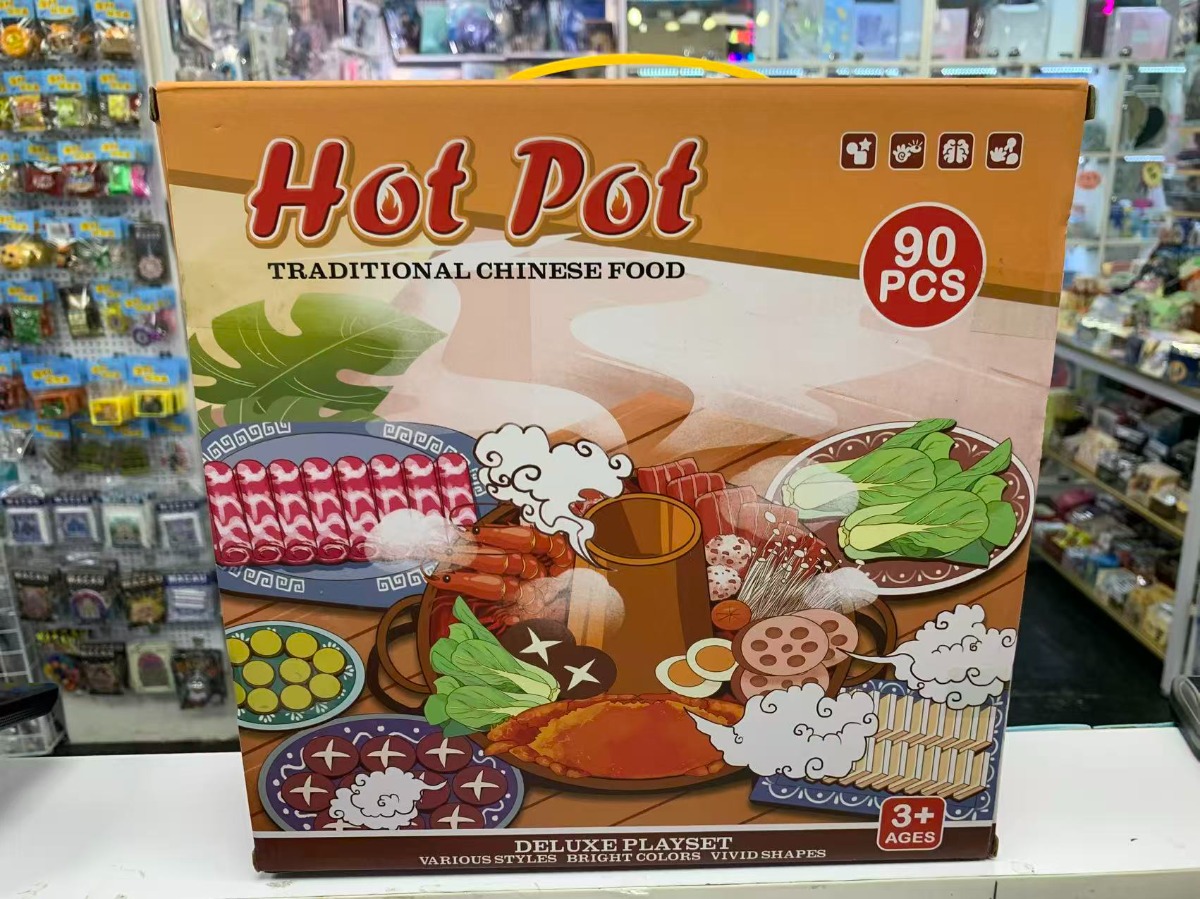 Hot Pot
TRADITIONAL CHINESE FOOD
90
PCS
3+
AGES
DELUXE PLAYSET
VARIOUS STYLES BRIGHT COLORS VIVID SHAPES